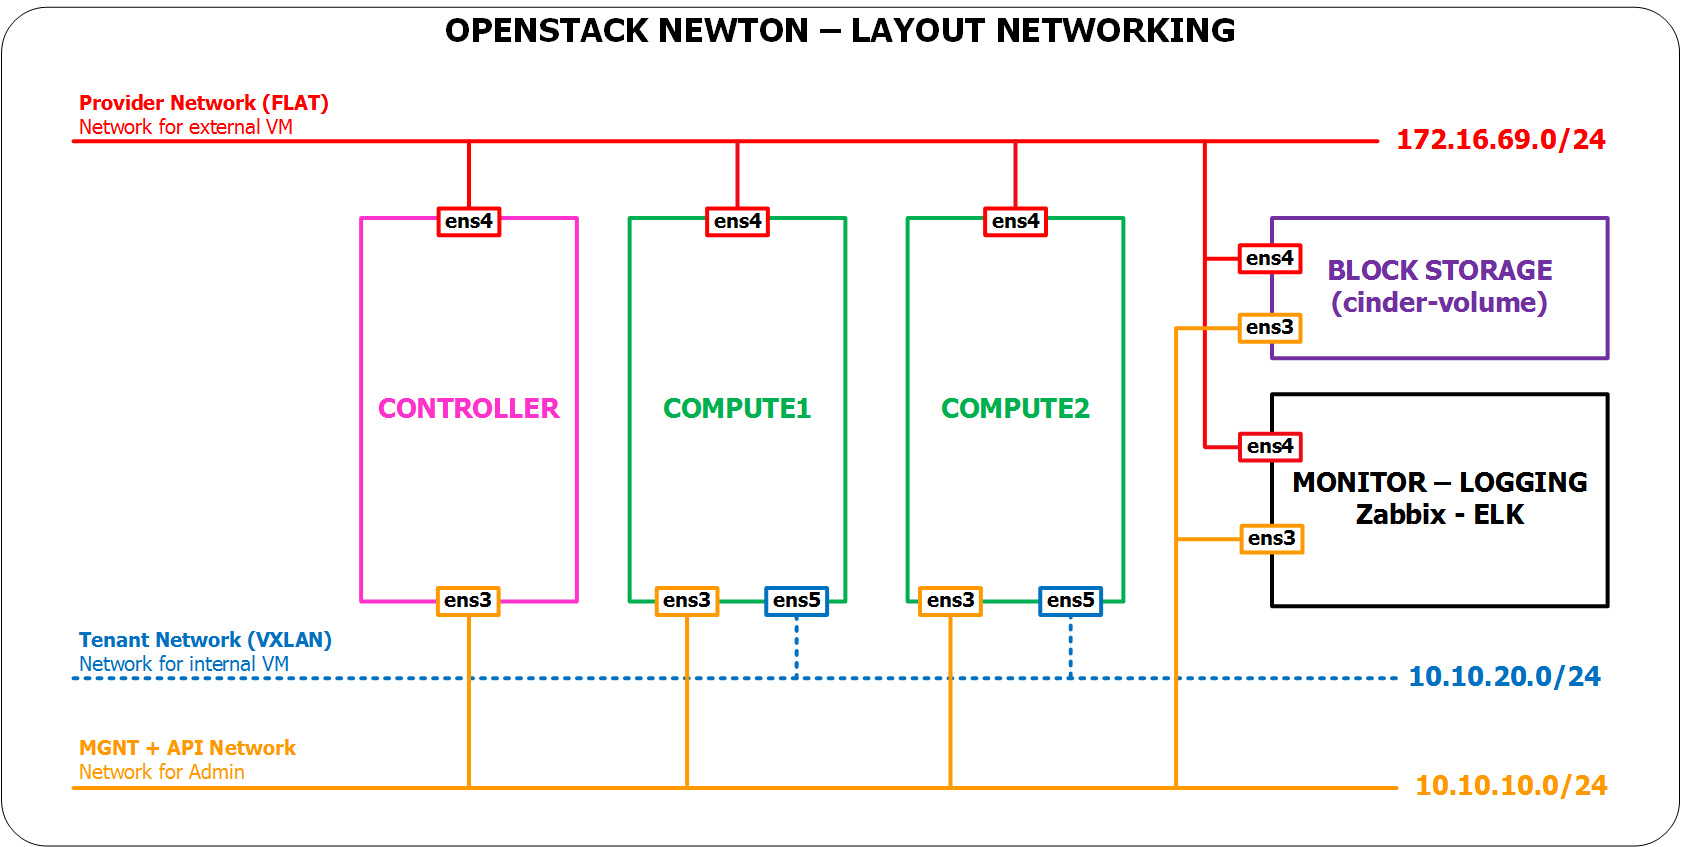 OPENSTACK NEWTON – LAYOUT NETWORKING
Provider Network (FLAT)
Network for external VM
172.16.69.0/24
ens4
ens4
ens4
ens4
BLOCK STORAGE
(cinder-volume)
ens3
CONTROLLER
COMPUTE1
COMPUTE2
ens4
MONITOR – LOGGING
Zabbix - ELK
ens3
ens3
ens3
ens5
ens3
ens5
Tenant Network (VXLAN)
Network for internal VM
10.10.20.0/24
MGNT + API Network
Network for Admin
10.10.10.0/24